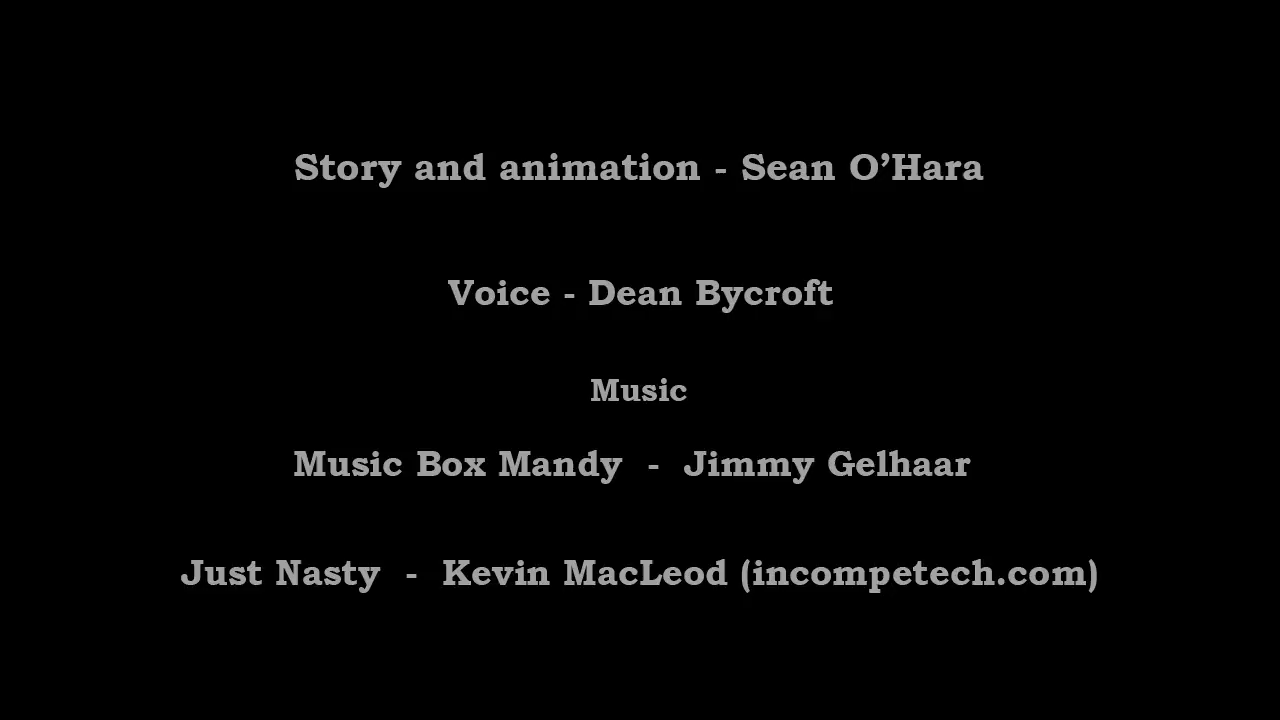 Story and animation - Sean O’Hara
Voice - Dean Bycroft
Music
Music Box Mandy - Jimmy Gelhaar
Just Nasty - Kevin MacLeod (incompetech.com)